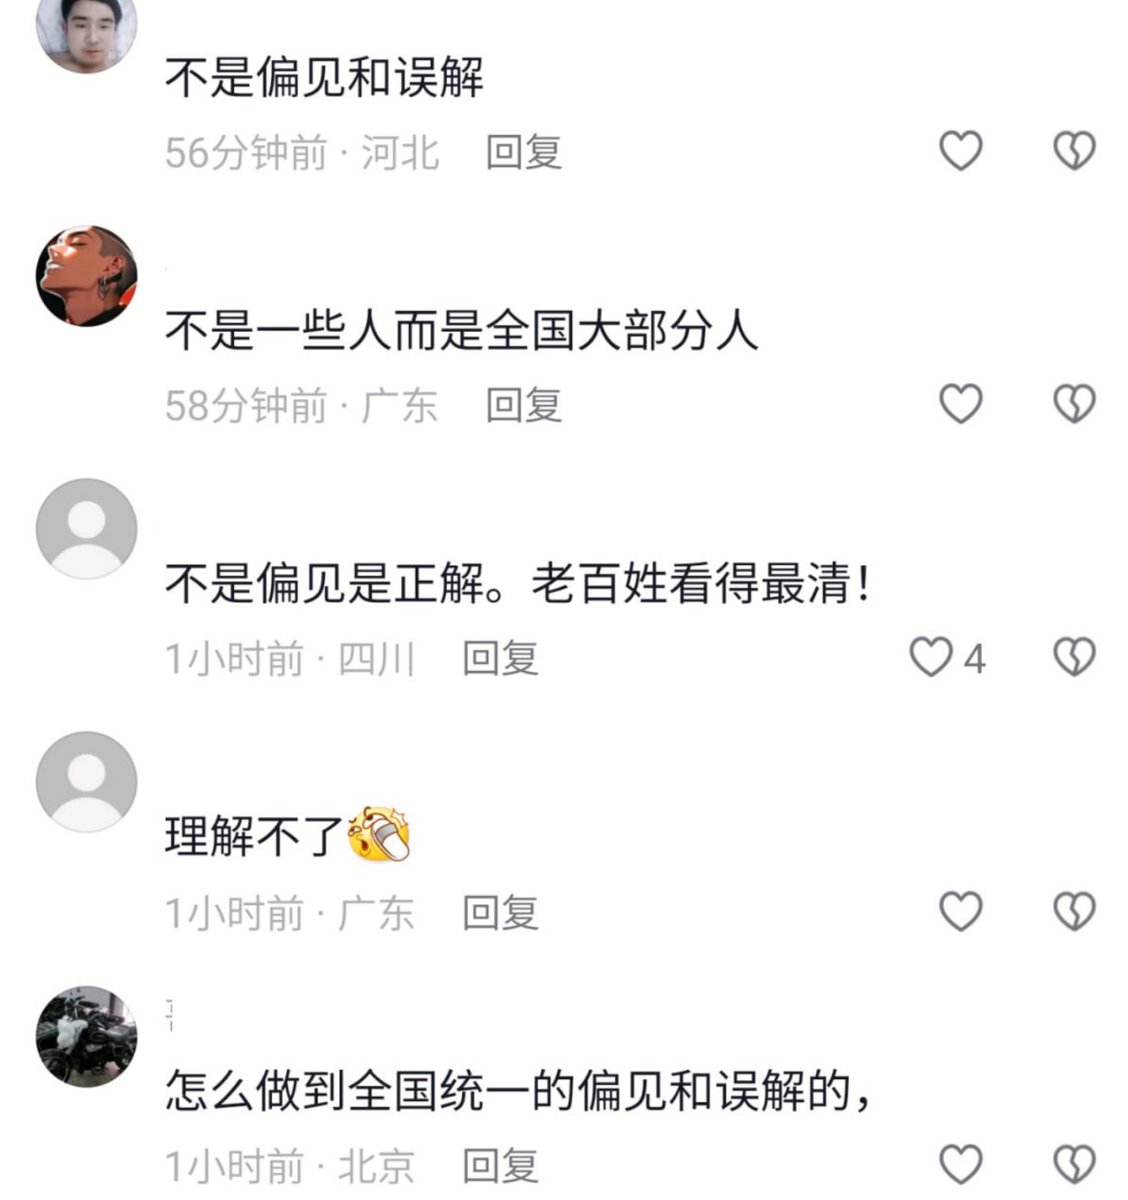 不是偏见和误解
56分钟前 · 河北 回复
不是一些人而是全国大部分人
58分钟前 · 广东 回复
不是偏见是正解。老百姓看得最清！
1小时前 · 四川 回复 4
理解不了
1小时前 · 广东 回复
怎么做到全国统一的偏见和误解的，
1小时前 · 北京 回复